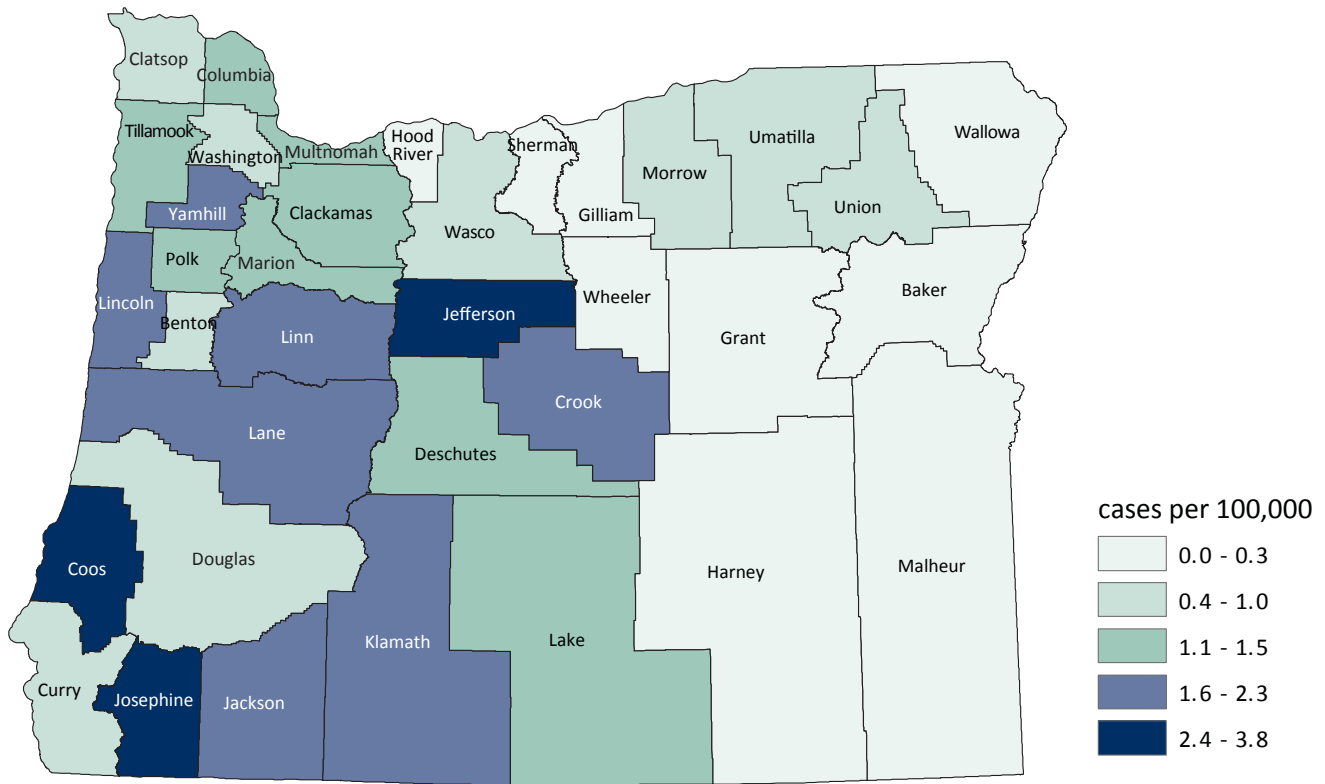 Clatsop
Columbia
Tillamook
Washington
Multnomah
Hood
River
Sherman
Gilliam
Morrow
Umatilla
Union
Wallowa
Yamhill
Clackamas
Wasco
Polk
Marion
Lincoln
Benton
Linn
Jefferson
Wheeler
Grant
Baker
Crook
Lane
Deschutes
Coos
Douglas
Klamath
Lake
Harney
Malheur
Curry
Josephine
Jackson
cases per 100,000
0.0 - 0.3
0.4 - 1.0
1.1 - 1.5
1.6 - 2.3
2.4 - 3.8